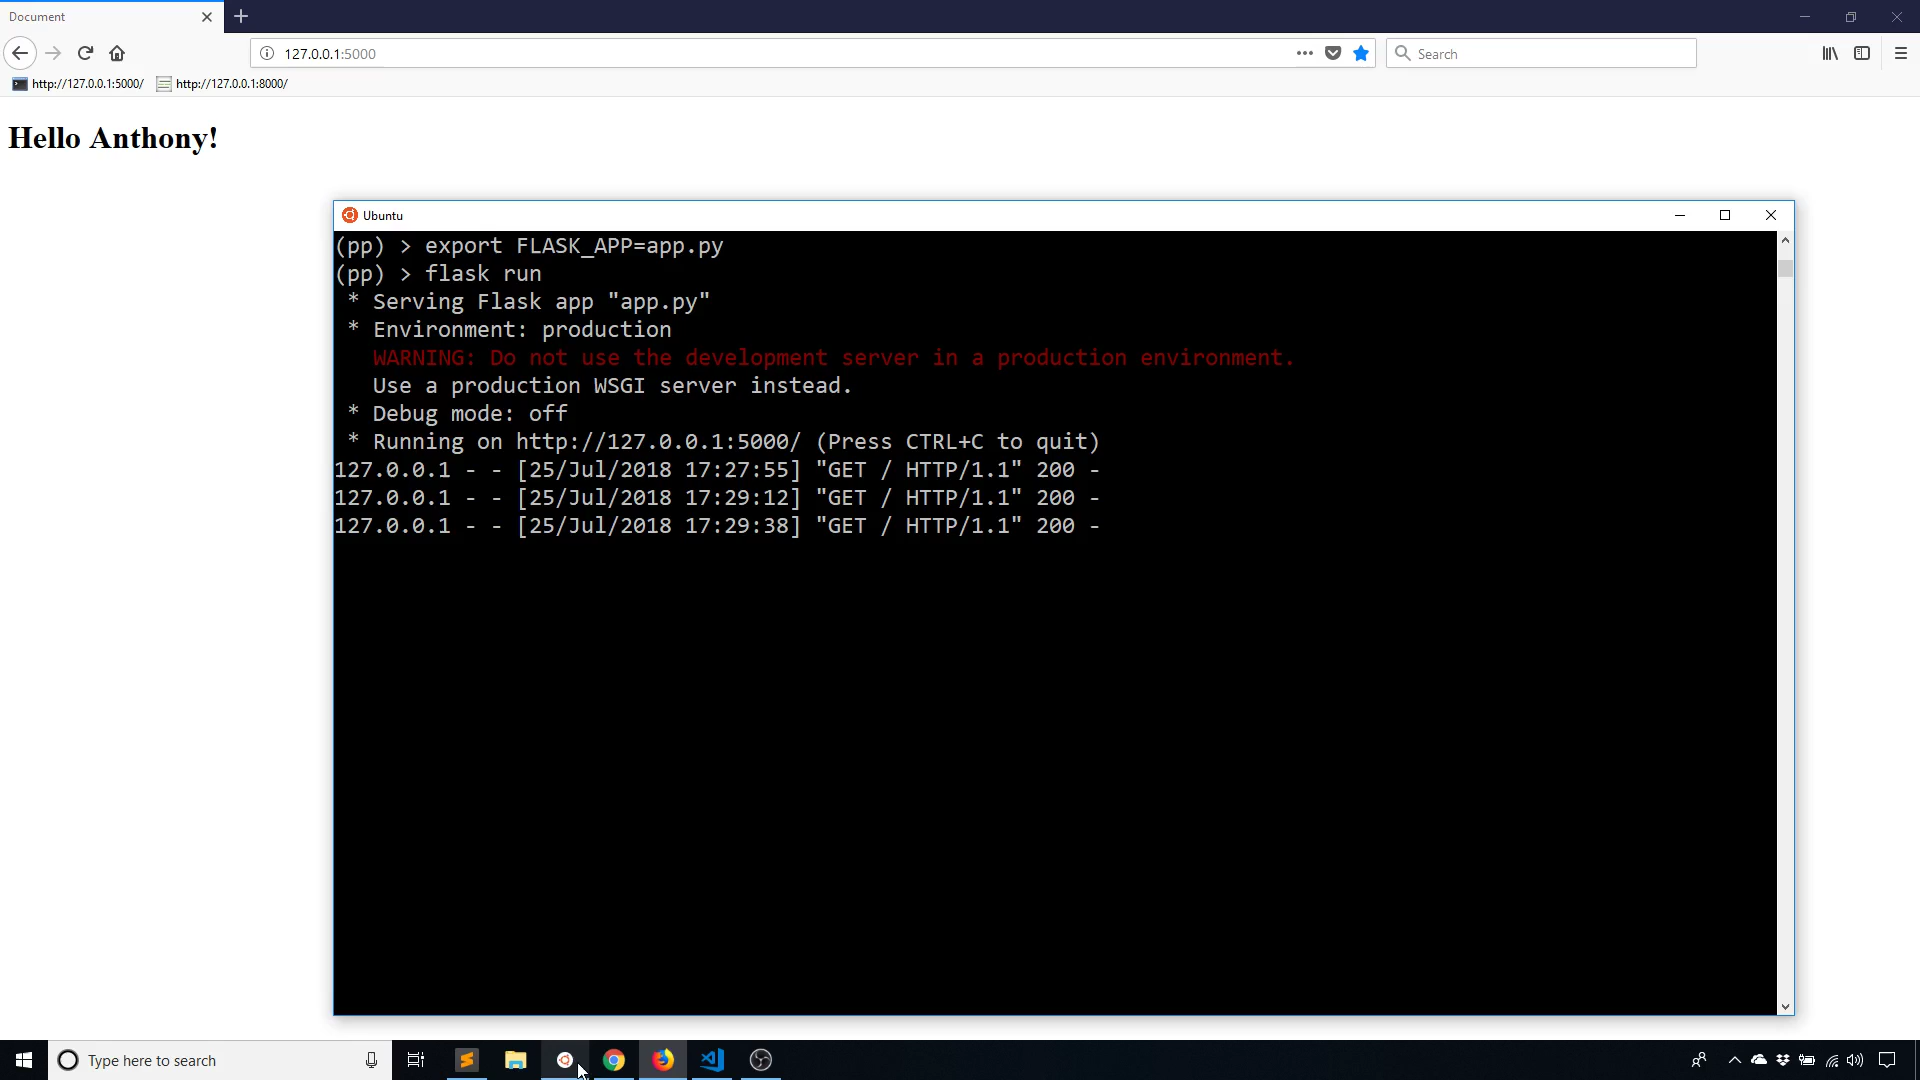 Document
127.0.0.1:5000
Search
http://127.0.0.1:5000/
http://127.0.0.1:8000/
Hello Anthony!
Ubuntu
(pp) > export FLASK_APP=app.py
(pp) > flask run
* Serving Flask app "app.py"
* Environment: production
WARNING: Do not use the development server in a production environment.
Use a production WSGI server instead.
* Debug mode: off
* Running on http://127.0.0.1:5000/ (Press CTRL+C to quit)
127.0.0.1 - - [25/Jul/2018 17:27:55] "GET / HTTP/1.1" 200 -
127.0.0.1 - - [25/Jul/2018 17:29:12] "GET / HTTP/1.1" 200 -
127.0.0.1 - - [25/Jul/2018 17:29:38] "GET / HTTP/1.1" 200 -
Type here to search